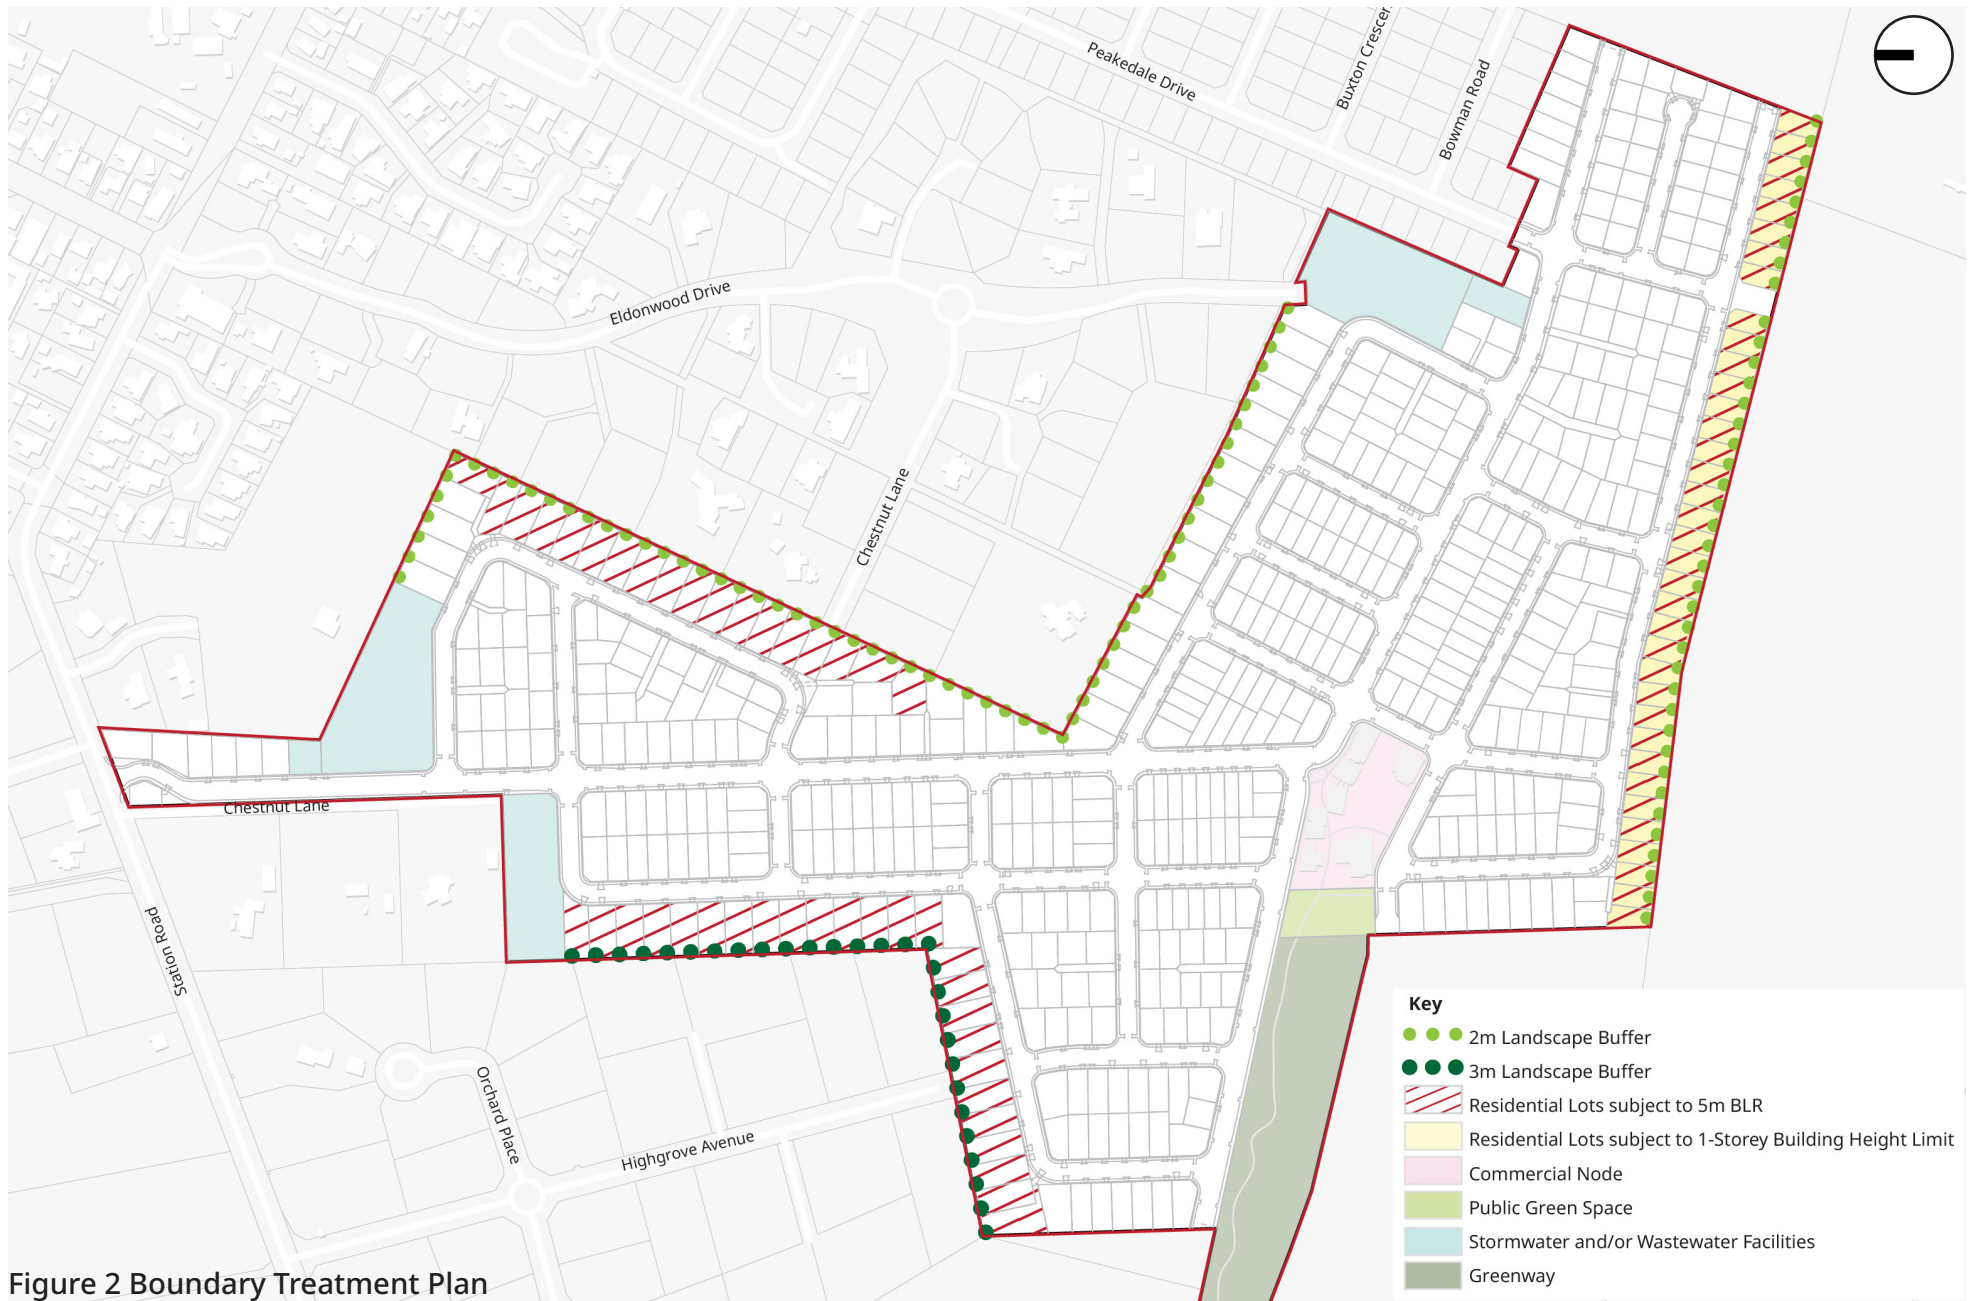 Peakedale Drive
Buxton Crescen
Bowman Road
Eldonwood Drive
Chestnut Lane
Chestnut Lane
Station Road
Orchard Place
Highgrove Avenue
Key
2m Landscape Buffer
3m Landscape Buffer
Residential Lots subject to 5m BLR
Residential Lots subject to 1-Storey Building Height Limit
Commercial Node
Public Green Space
Stormwater and/or Wastewater Facilities
Greenway
Figure 2 Boundary Treatment Plan